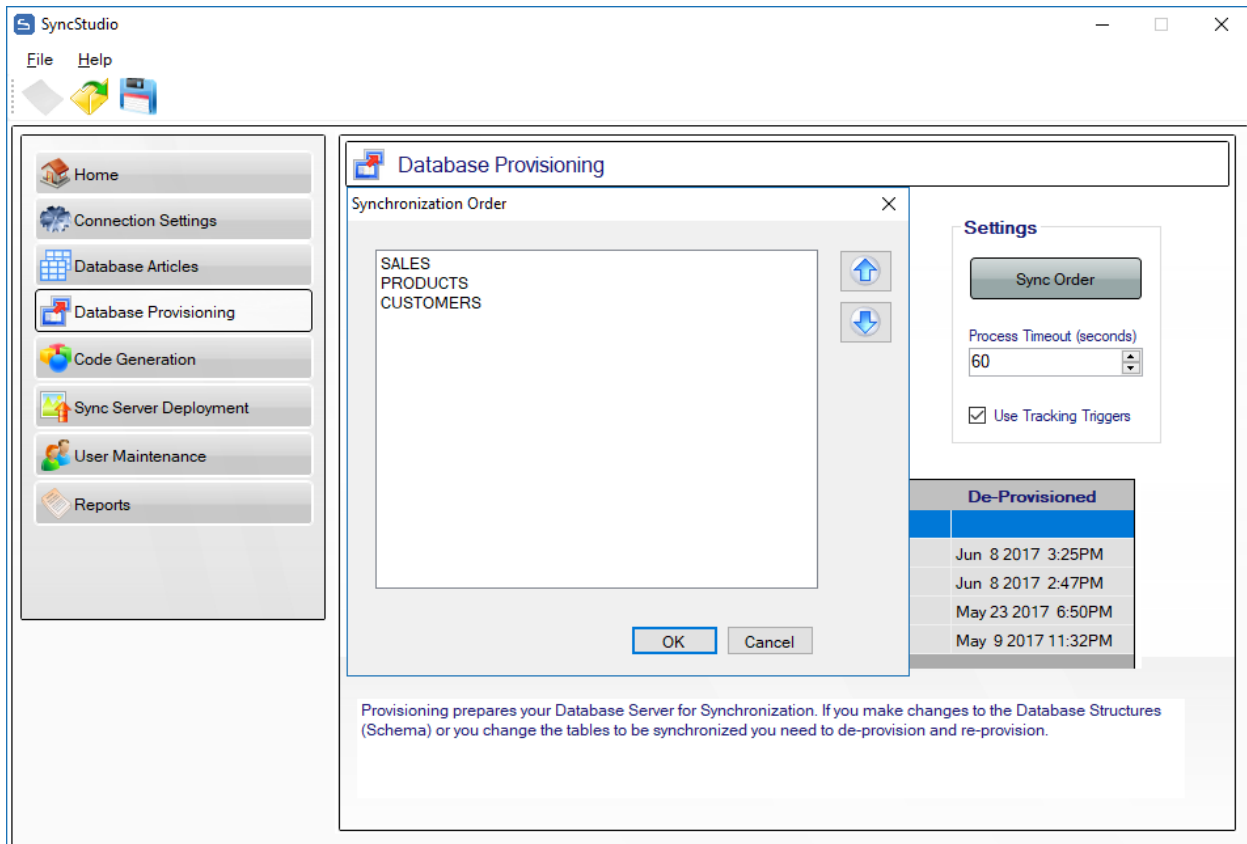 SyncStudio
File Help
Home
Connection Settings
Database Articles
Database Provisioning
Code Generation
Sync Server Deployment
User Maintenance
Reports
Database Provisioning
Synchronization Order
SALES
PRODUCTS
CUSTOMERS
OK Cancel
Settings
Sync Order
Process Timeout (seconds)
60
Use Tracking Triggers
De-Provisioned
Jun 8 2017 3:25PM
Jun 8 2017 2:47PM
May 23 2017 6:50PM
May 9 2017 11:32PM
Provisioning prepares your Database Server for Synchronization. If you make changes to the Database Structures
(Schema) or you change the tables to be synchronized you need to de-provision and re-provision.